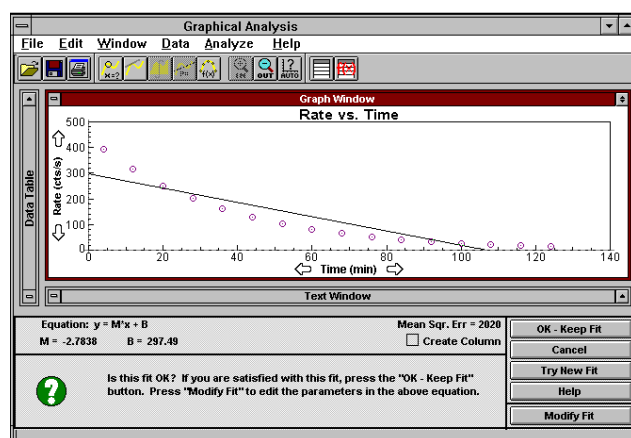 Graphical Analysis
File Edit Window Data Analyze Help
X=? f(x) OUT ? AUTO
Graph Window
Rate vs. Time
Data Table
Rate (cts/s)
500
400
300
200
100
0
0 20 40 60 80 100 120 140
Time (min)
Text Window
Equation: y = M*x + B Mean Sqr. Err = 2020
M = -2.7838 B = 297.49 Create Column
? Is this fit OK? If you are satisfied with this fit, press the "OK - Keep Fit"
button. Press "Modify Fit" to edit the parameters in the above equation.
OK - Keep Fit
Cancel
Try New Fit
Help
Modify Fit